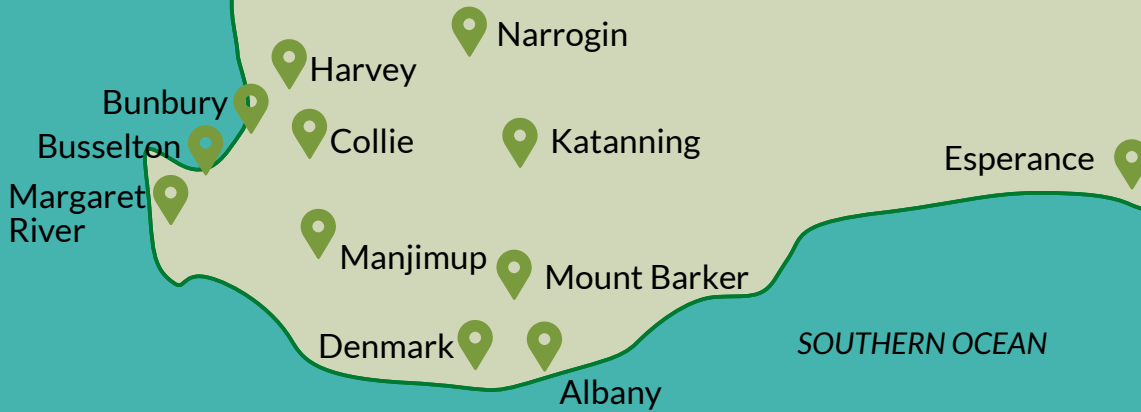 Narrogin
Harvey
Bunbury
Collie
Katanning
Busselton
Esperance
Margaret
River
Manjimup
Mount Barker
Denmark
SOUTHERN OCEAN
Albany